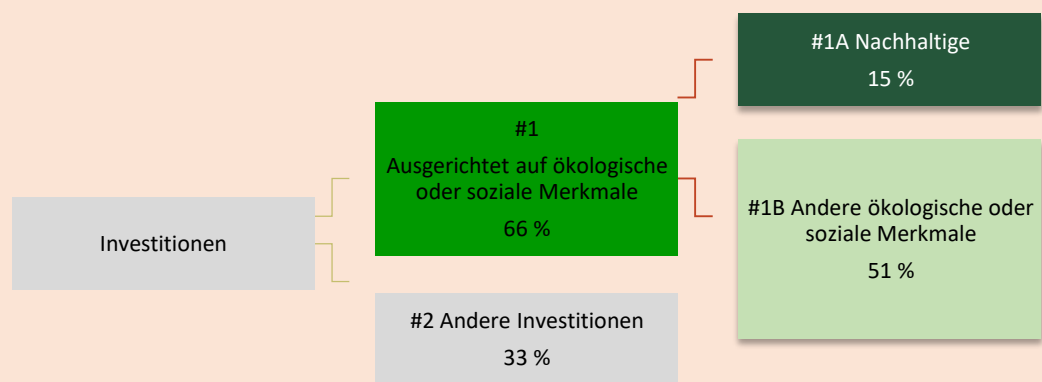 Investitionen
#1
Ausgerichtet auf ökologische
oder soziale Merkmale
66 %
#2 Andere Investitionen
33 %
#1A Nachhaltige
15 %
#1B Andere ökologische oder
soziale Merkmale
51 %